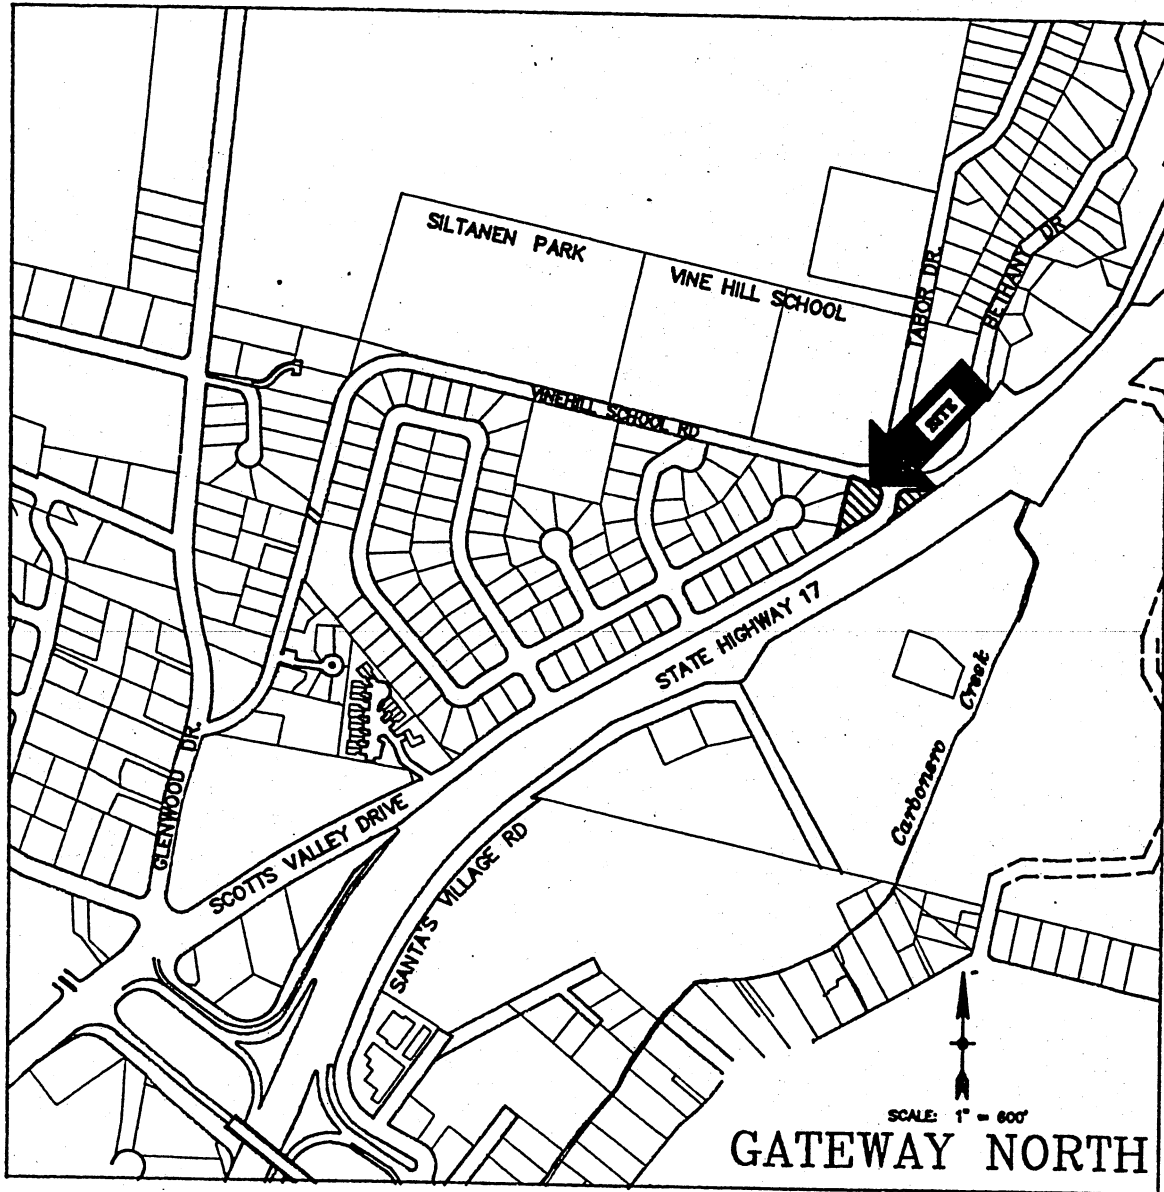 SILTANEN PARK
VINE HILL SCHOOL
TABOR DR.
BETHANY DR
VINEHILL SCHOOL RD
SITE
STATE HIGHWAY 17
Carbonero Creek
GLENWOOD DR.
SCOTTS VALLEY DRIVE
SANTA'S VILLAGE RD
SCALE: 1" = 600'
GATEWAY NORTH